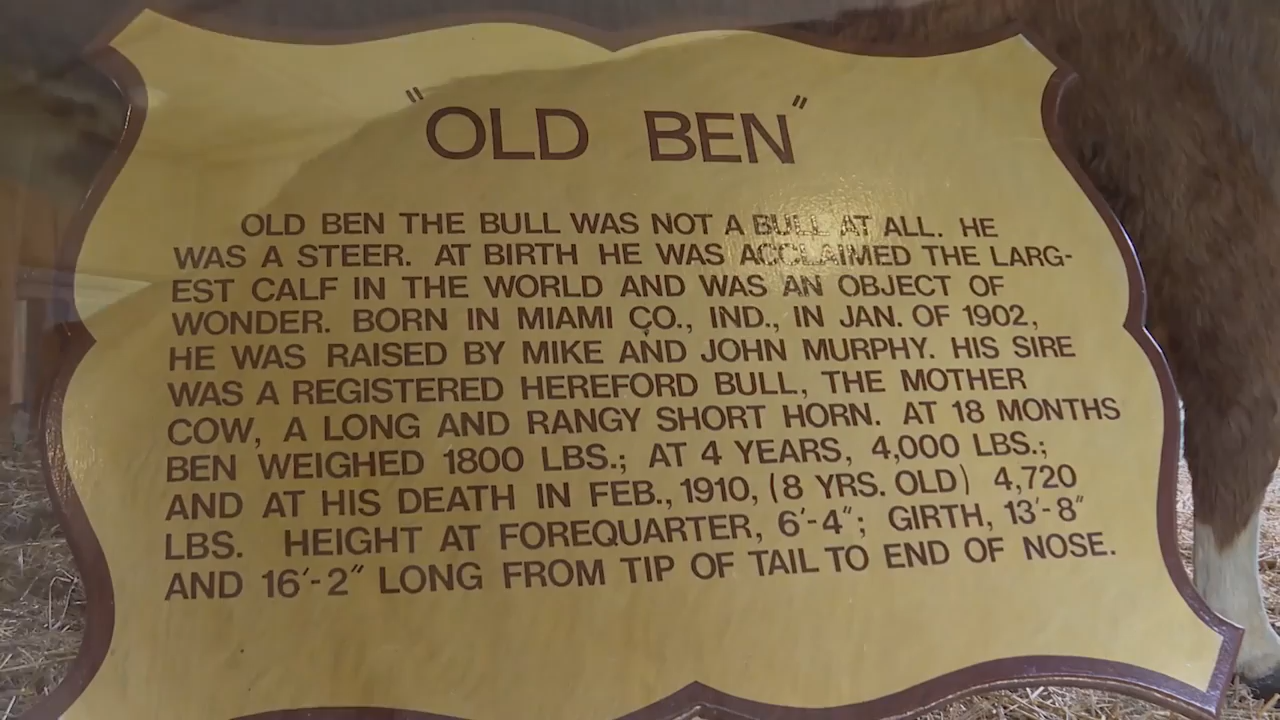 "OLD BEN"
OLD BEN THE BULL WAS NOT A BULL AT ALL. HE
WAS A STEER. AT BIRTH HE WAS ACCLAIMED THE LARG-
EST CALF IN THE WORLD AND WAS AN OBJECT OF
WONDER. BORN IN MIAMI CO., IND., IN JAN. OF 1902,
HE WAS RAISED BY MIKE AND JOHN MURPHY. HIS SIRE
WAS A REGISTERED HEREFORD BULL, THE MOTHER
COW, A LONG AND RANGY SHORT HORN. AT 18 MONTHS
BEN WEIGHED 1800 LBS.; AT 4 YEARS, 4,000 LBS.;
AND AT HIS DEATH IN FEB., 1910, (8 YRS. OLD) 4,720
LBS. HEIGHT AT FOREQUARTER, 6'-4"; GIRTH, 13'-8"
AND 16'-2" LONG FROM TIP OF TAIL TO END OF NOSE.